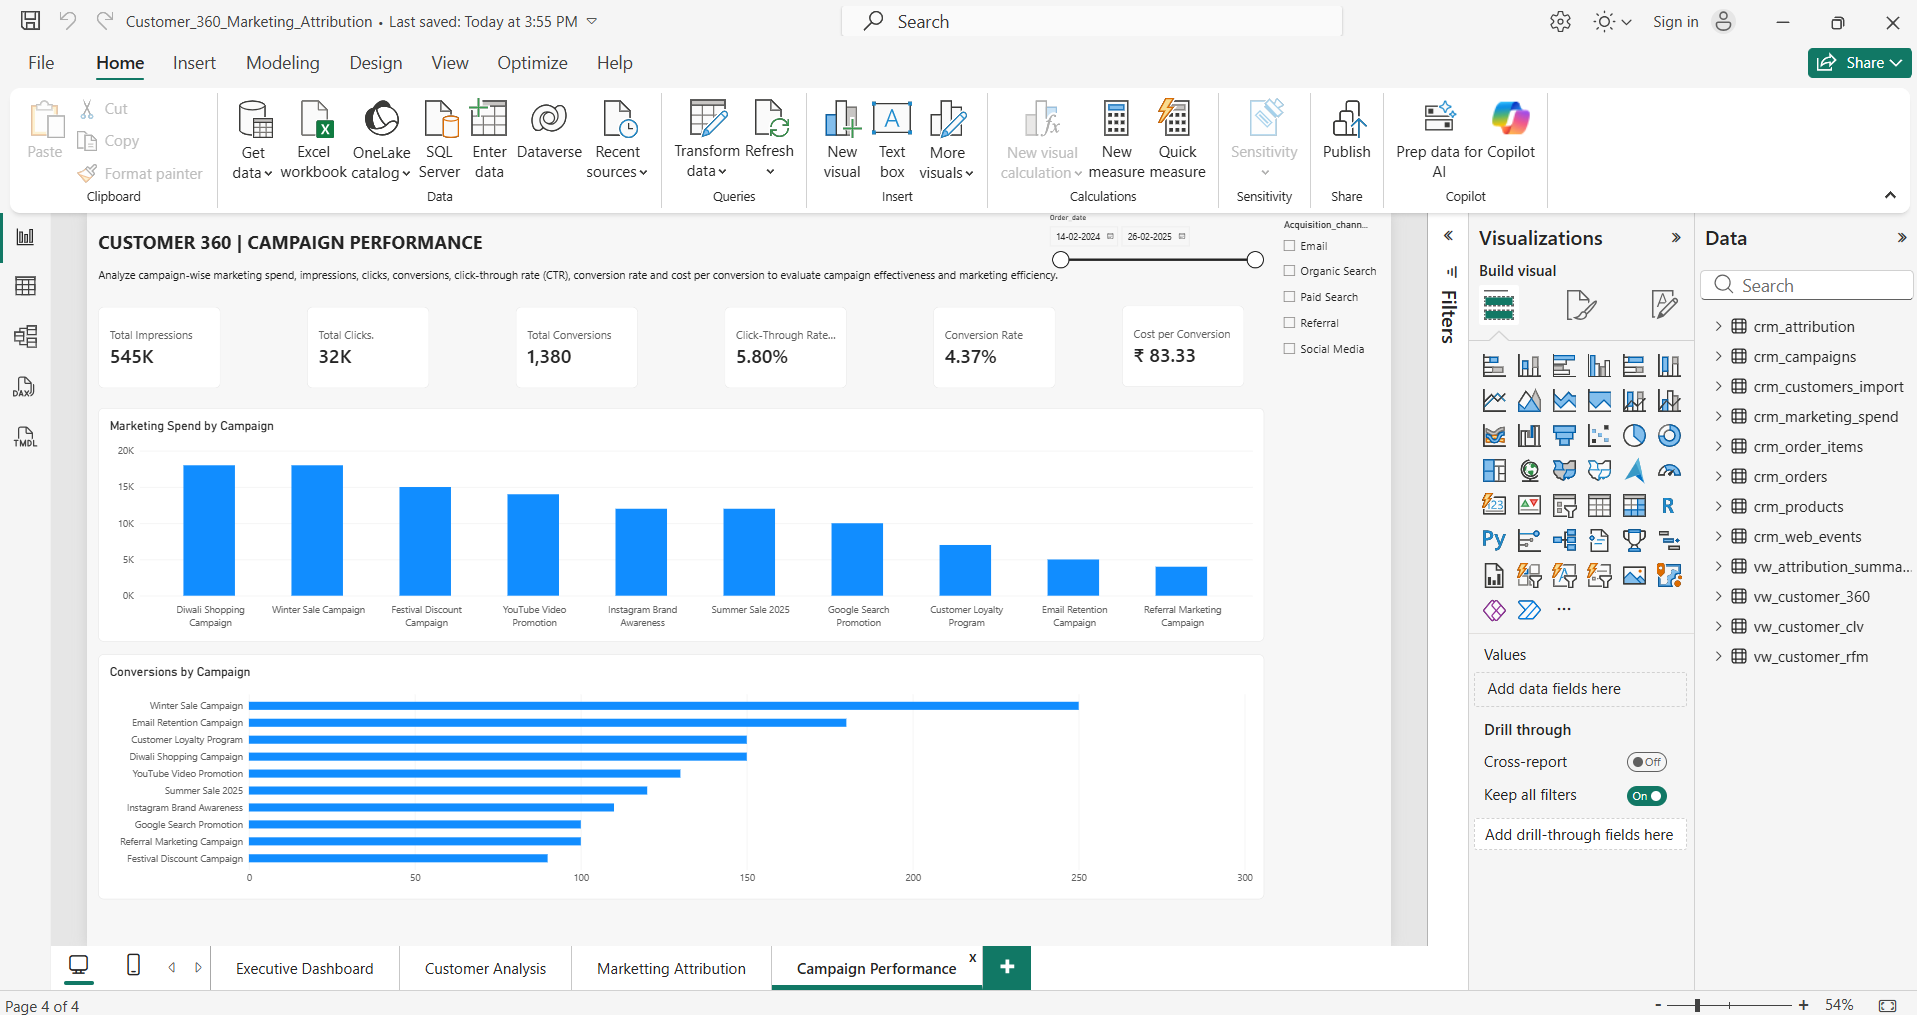 Customer_360_Marketing_Attribution • Last saved: Today at 3:55 PM
Search
Sign in
File
Home
Insert
Modeling
Design
View
Optimize
Help
Share
Paste
Cut
Copy
Format painter
Clipboard
Get data
Excel workbook
OneLake catalog
SQL Server
Enter data
Dataverse
Recent sources
Data
Transform data
Refresh
Queries
New visual
Text box
More visuals
Insert
New visual calculation
New measure
Quick measure
Calculations
Sensitivity
Sensitivity
Publish
Share
Prep data for AI
Copilot
Copilot
CUSTOMER 360 | CAMPAIGN PERFORMANCE
Analyze campaign-wise marketing spend, impressions, clicks, conversions, click-through rate (CTR), conversion rate and cost per conversion to evaluate campaign effectiveness and marketing efficiency.
Order_date
14-02-2024
26-02-2025
Acquisition_chann...
Email
Organic Search
Paid Search
Referral
Social Media
Total Impressions
545K
Total Clicks.
32K
Total Conversions
1,380
Click-Through Rate...
5.80%
Conversion Rate
4.37%
Cost per Conversion
₹ 83.33
Marketing Spend by Campaign
20K
15K
10K
5K
0K
Diwali Shopping Campaign
Winter Sale Campaign
Festival Discount Campaign
YouTube Video Promotion
Instagram Brand Awareness
Summer Sale 2025
Google Search Promotion
Customer Loyalty Program
Email Retention Campaign
Referral Marketing Campaign
Conversions by Campaign
Winter Sale Campaign
Email Retention Campaign
Customer Loyalty Program
Diwali Shopping Campaign
YouTube Video Promotion
Summer Sale 2025
Instagram Brand Awareness
Google Search Promotion
Referral Marketing Campaign
Festival Discount Campaign
0
50
100
150
200
250
300
Filters
Visualizations
Build visual
123
R
Py
Values
Add data fields here
Drill through
Cross-report
Off
Keep all filters
On
Add drill-through fields here
Data
Search
crm_attribution
crm_campaigns
crm_customers_import
crm_marketing_spend
crm_order_items
crm_orders
crm_products
crm_web_events
vw_attribution_summa...
vw_customer_360
vw_customer_clv
vw_customer_rfm
DAX
TMDL
Executive Dashboard
Customer Analysis
Marketting Attribution
Campaign Performance
x
+
Page 4 of 4
-
+
54%